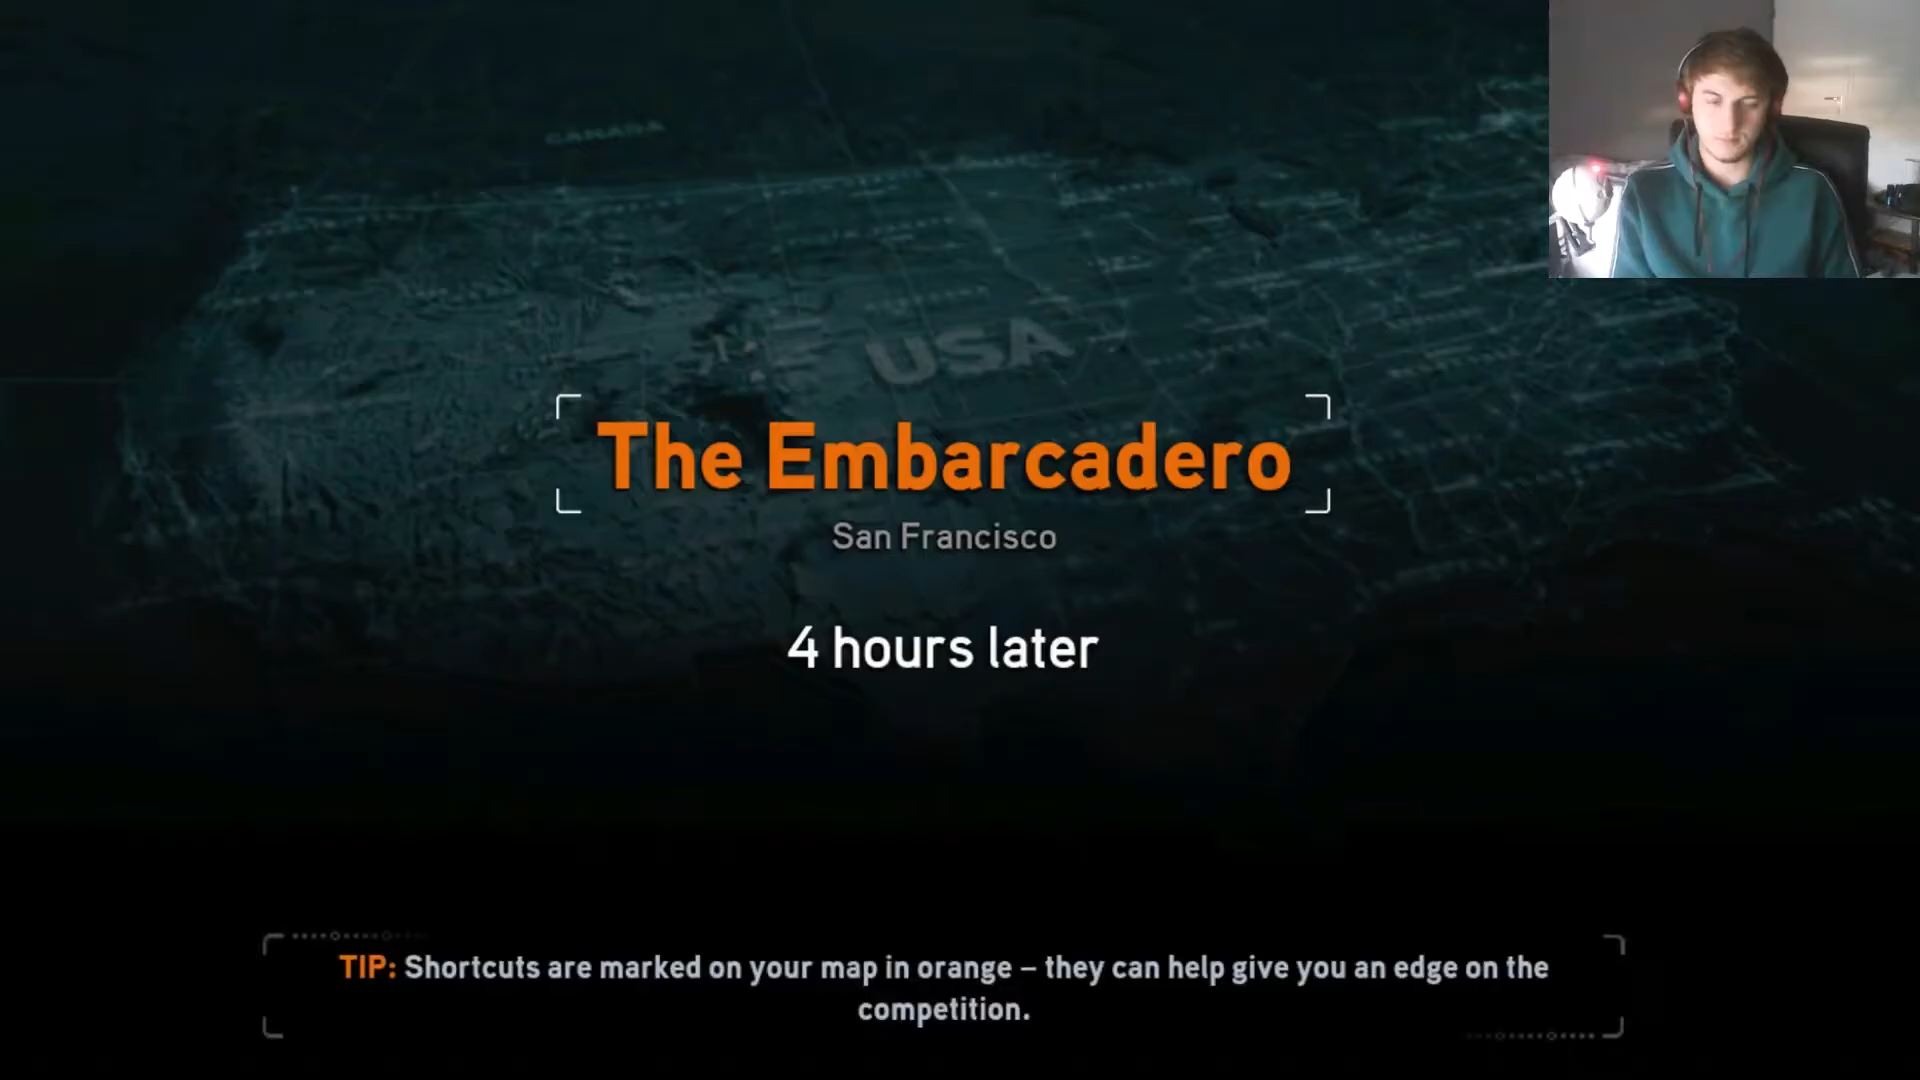 CANADA
USA
The Embarcadero
San Francisco
4 hours later
TIP: Shortcuts are marked on your map in orange – they can help give you an edge on the
competition.